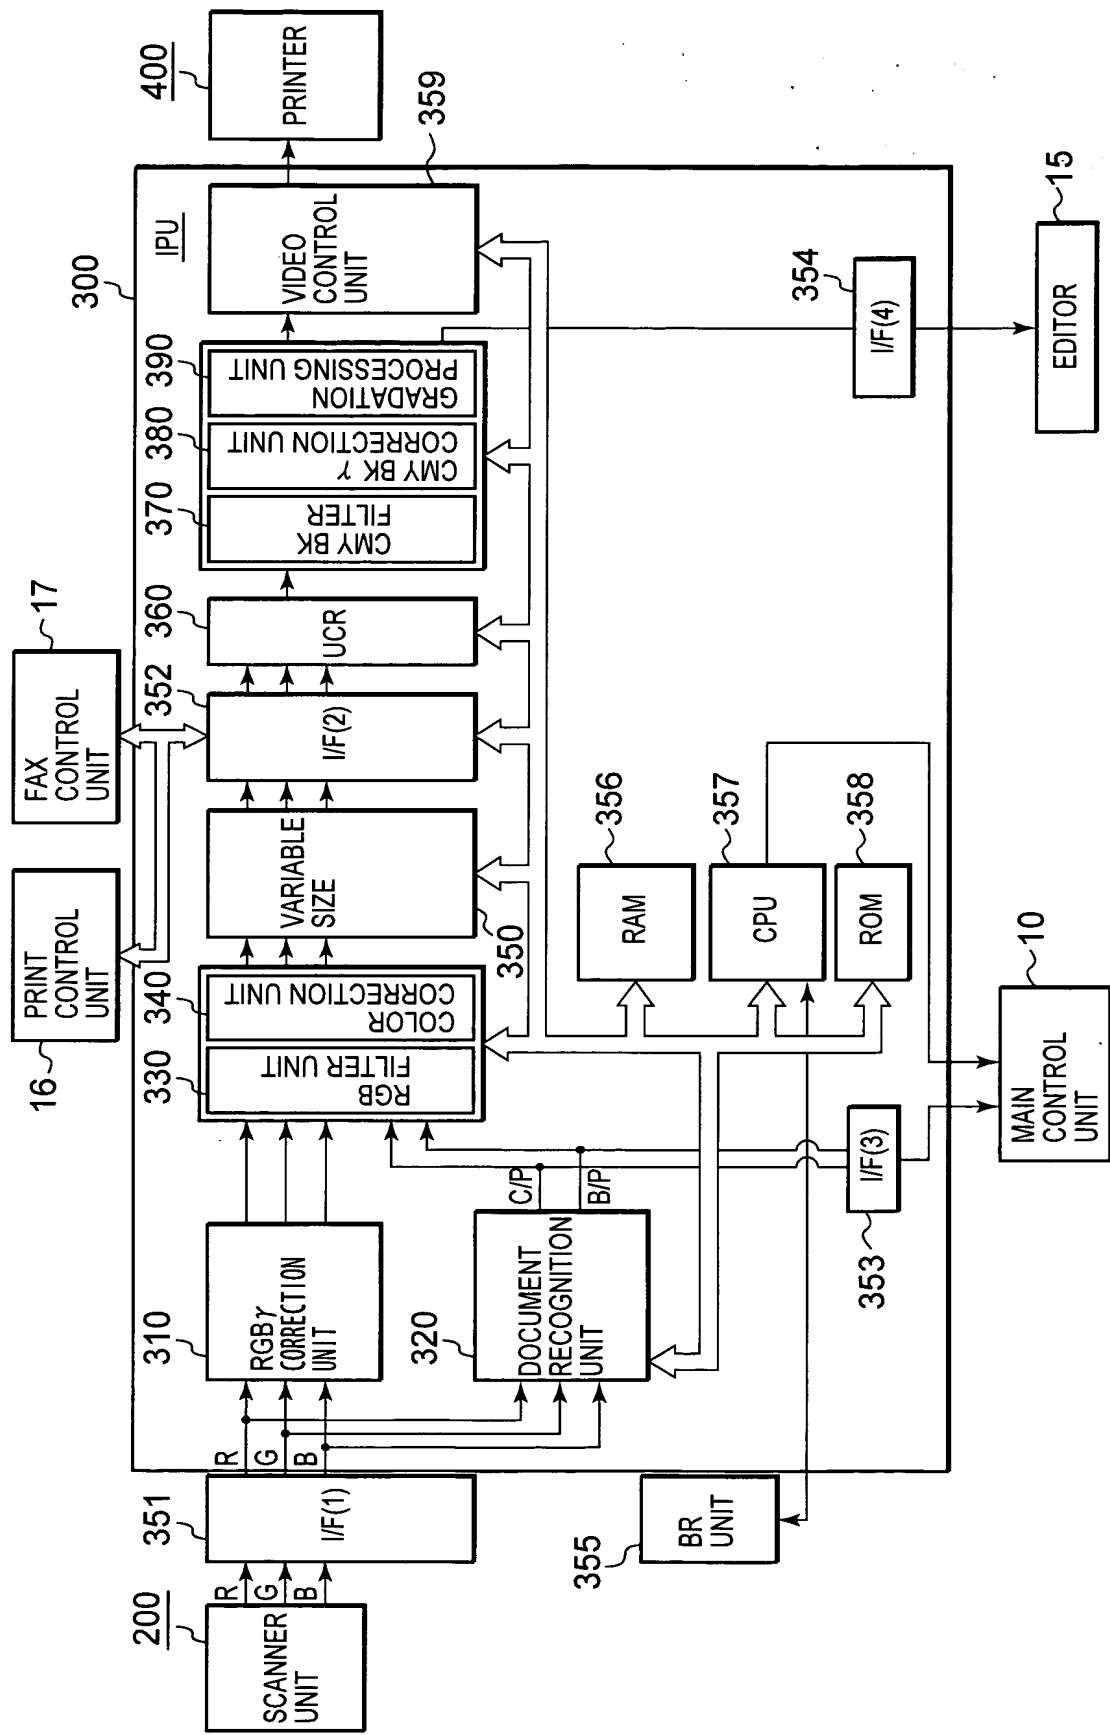 16
PRINT
CONTROL
UNIT
17
FAX
CONTROL
UNIT
300
IPU
200
SCANNER
UNIT
R
G
B
351
I/F(1)
R
G
B
310
RGBγ
CORRECTION
UNIT
330
RGB
FILTER UNIT
340
COLOR
CORRECTION UNIT
VARIABLE
SIZE
350
352
I/F(2)
360
UCR
370
CMY BK
FILTER
380
CMY BK γ
CORRECTION UNIT
390
GRADATION
PROCESSING UNIT
VIDEO
CONTROL
UNIT
359
400
PRINTER
320
DOCUMENT
RECOGNITION
UNIT
C/P
B/P
355
BR
UNIT
RAM
356
CPU
357
ROM
358
353
I/F(3)
354
I/F(4)
MAIN
CONTROL
UNIT
10
EDITOR
15